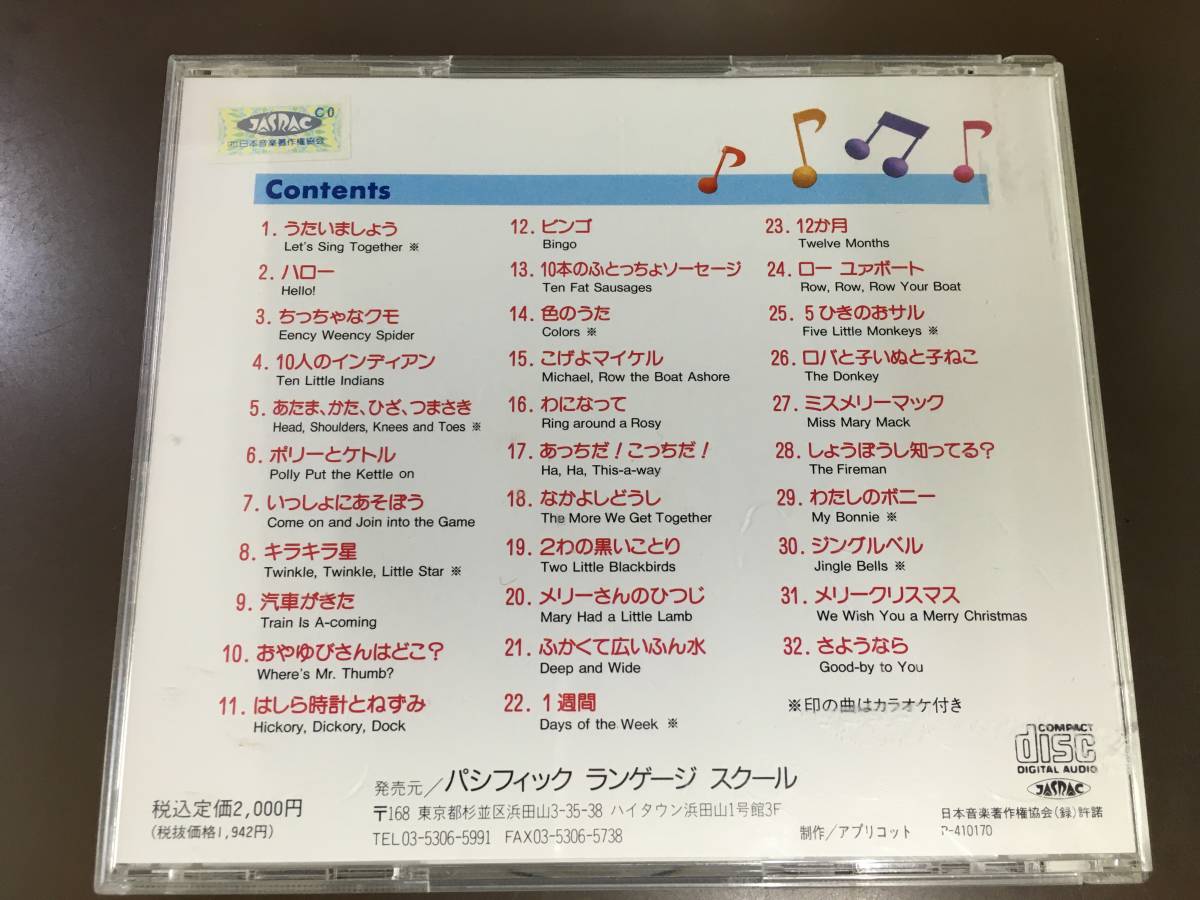 JASRAC CO
(社)日本音楽著作権協会
Contents
1. うたいましょう
Let's Sing Together ※
2. ハロー
Hello!
3. ちっちゃなクモ
Eency Weency Spider
4. 10人のインディアン
Ten Little Indians
5. あたま、かた、ひざ、つまさき
Head, Shoulders, Knees and Toes ※
6. ポリーとケトル
Polly Put the Kettle on
7. いっしょにあそぼう
Come on and Join into the Game
8. キラキラ星
Twinkle, Twinkle, Little Star ※
9. 汽車がきた
Train Is A-coming
10. おやゆびさんはどこ?
Where's Mr. Thumb?
11. はしら時計とねずみ
Hickory, Dickory, Dock
12. ビンゴ
Bingo
13. 10本のふとっちょソーセージ
Ten Fat Sausages
14. 色のうた
Colors ※
15. こげよマイケル
Michael, Row the Boat Ashore
16. わになって
Ring around a Rosy
17. あっちだ!こっちだ!
Ha, Ha, This-a-way
18. なかよしどうし
The More We Get Together
19. 2わの黒いことり
Two Little Blackbirds
20. メリーさんのひつじ
Mary Had a Little Lamb
21. ふかくて広いふん水
Deep and Wide
22. 1週間
Days of the Week ※
23. 12か月
Twelve Months
24. ロー ユァボート
Row, Row, Row Your Boat
25. 5ひきのおサル
Five Little Monkeys ※
26. ロバと子いぬと子ねこ
The Donkey
27. ミスメリーマック
Miss Mary Mack
28. しょうぼうし知ってる?
The Fireman
29. わたしのボニー
My Bonnie ※
30. ジングルベル
Jingle Bells ※
31. メリークリスマス
We Wish You a Merry Christmas
32. さようなら
Good-by to You
※印の曲はカラオケ付き
COMPACT
disc
DIGITAL AUDIO
JASRAC
税込定価2,000円
(税抜価格1,942円)
発売元/パシフィック ランゲージ スクール
〒168 東京都杉並区浜田山3-35-38 ハイタウン浜田山1号館3F
TEL03-5306-5991 FAX03-5306-5738
制作/アプリコット
日本音楽著作権協会(録)許諾
P-410170